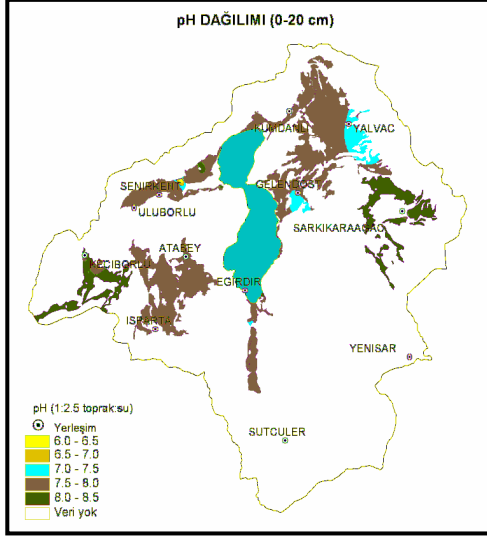 pH DAĞILIMI (0-20 cm)
KUMDANLI
YALVAC
SENIRKENT
GELENDOST
ULUBORLU
SARKIKARAAGAC
ATABEY
KECIBORLU
EGIRDIR
ISPARTA
YENISAR
SUTCULER
pH (1:2.5 toprak:su)
Yerleşim
6.0 - 6.5
6.5 - 7.0
7.0 - 7.5
7.5 - 8.0
8.0 - 8.5
Veri yok